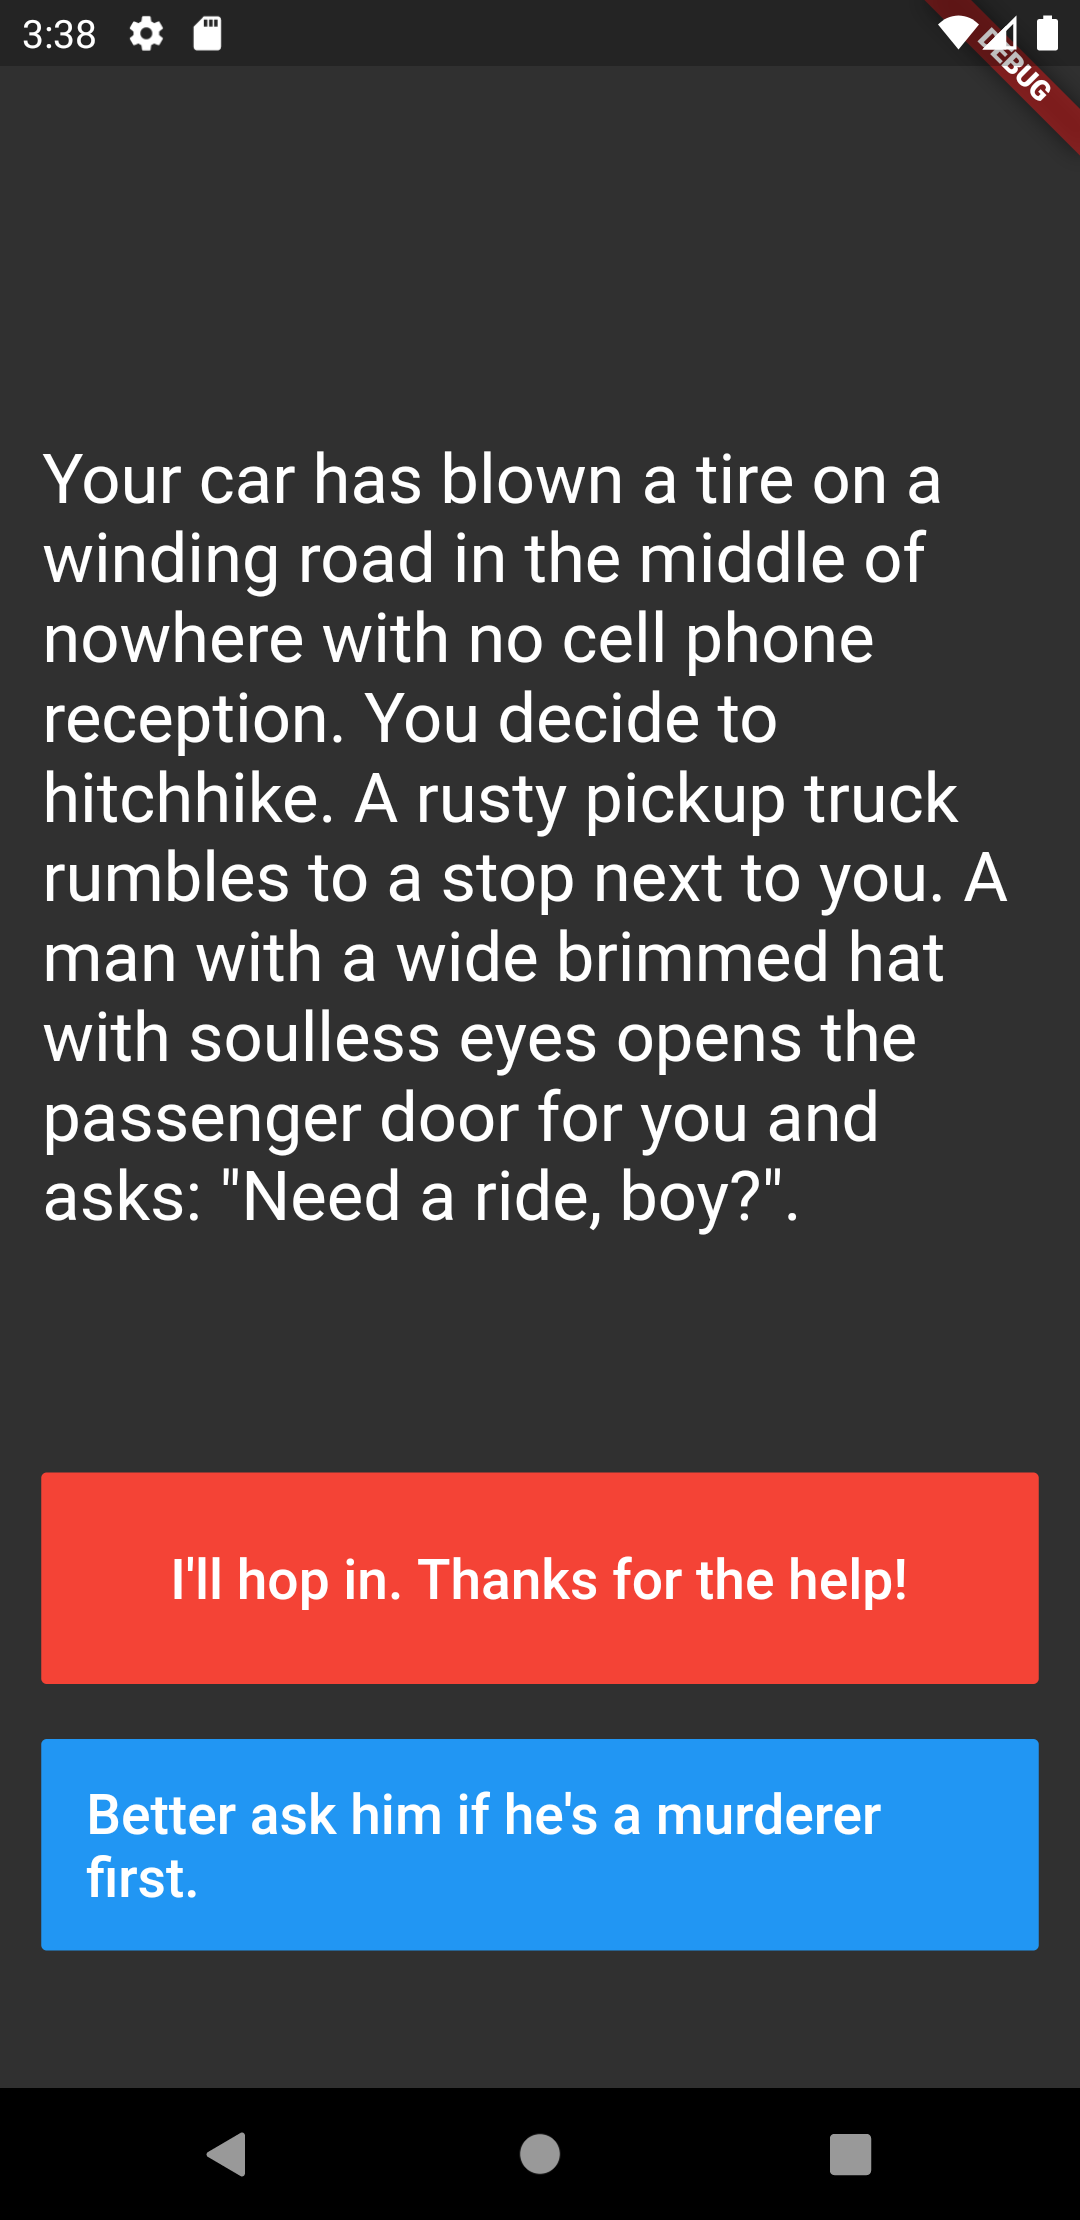 3:38
DEBUG
Your car has blown a tire on a
winding road in the middle of
nowhere with no cell phone
reception. You decide to
hitchhike. A rusty pickup truck
rumbles to a stop next to you. A
man with a wide brimmed hat
with soulless eyes opens the
passenger door for you and
asks: "Need a ride, boy?".
I'll hop in. Thanks for the help!
Better ask him if he's a murderer
first.